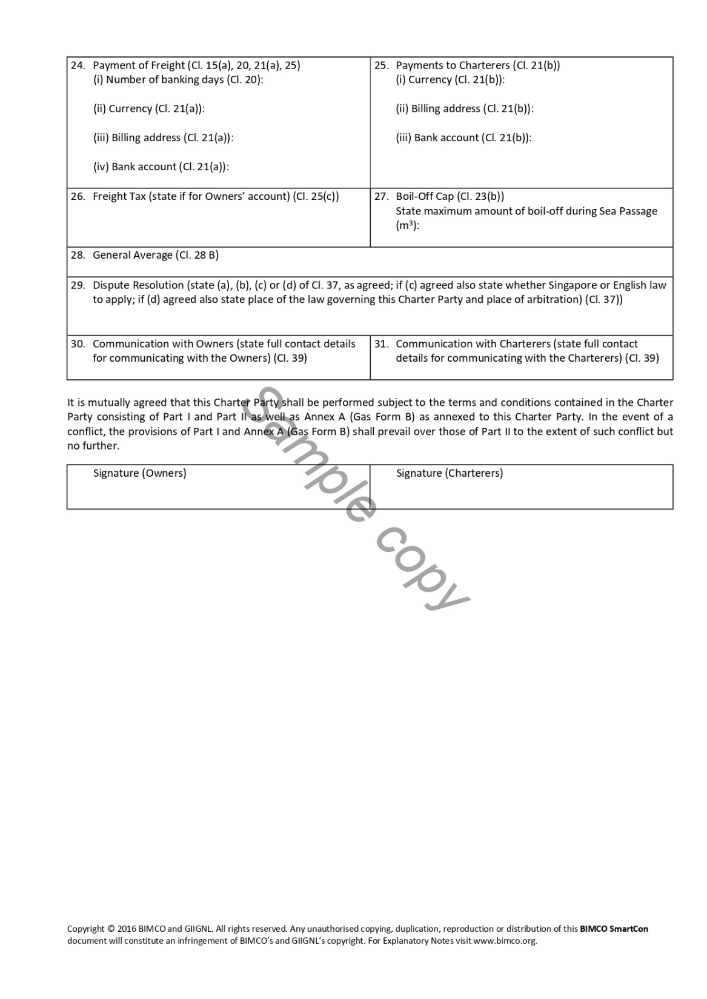 24. Payment of Freight (Cl. 15(a), 20, 21(a), 25)
(i) Number of banking days (Cl. 20):
(ii) Currency (Cl. 21(a)):
(iii) Billing address (Cl. 21(a)):
(iv) Bank account (Cl. 21(a)):
25. Payments to Charterers (Cl. 21(b))
(i) Currency (Cl. 21(b)):
(ii) Billing address (Cl. 21(b)):
(iii) Bank account (Cl. 21(b)):
26. Freight Tax (state if for Owners’ account) (Cl. 25(c))
27. Boil-Off Cap (Cl. 23(b))
State maximum amount of boil-off during Sea Passage
(m³):
28. General Average (Cl. 28 B)
29. Dispute Resolution (state (a), (b), (c) or (d) of Cl. 37, as agreed; if (c) agreed also state whether Singapore or English law
to apply; if (d) agreed also state place of the law governing this Charter Party and place of arbitration) (Cl. 37))
30. Communication with Owners (state full contact details
for communicating with the Owners) (Cl. 39)
31. Communication with Charterers (state full contact
details for communicating with the Charterers) (Cl. 39)
It is mutually agreed that this Charter Party shall be performed subject to the terms and conditions contained in the Charter
Party consisting of Part I and Part II as well as Annex A (Gas Form B) as annexed to this Charter Party. In the event of a
conflict, the provisions of Part I and Annex A (Gas Form B) shall prevail over those of Part II to the extent of such conflict but
no further.
Signature (Owners)
Signature (Charterers)
Sample copy
Copyright © 2016 BIMCO and GIIGNL. All rights reserved. Any unauthorised copying, duplication, reproduction or distribution of this BIMCO SmartCon
document will constitute an infringement of BIMCO’s and GIIGNL’s copyright. For Explanatory Notes visit www.bimco.org.